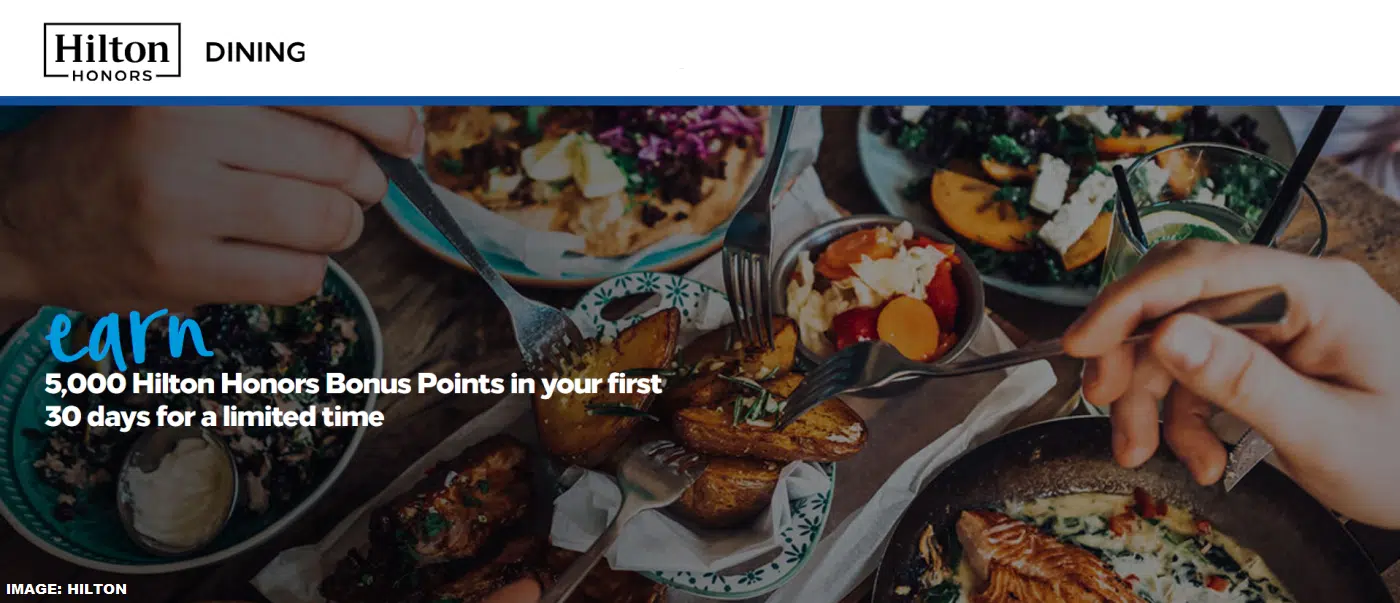 Hilton
HONORS
DINING
earn
5,000 Hilton Honors Bonus Points in your first
30 days for a limited time
IMAGE: HILTON